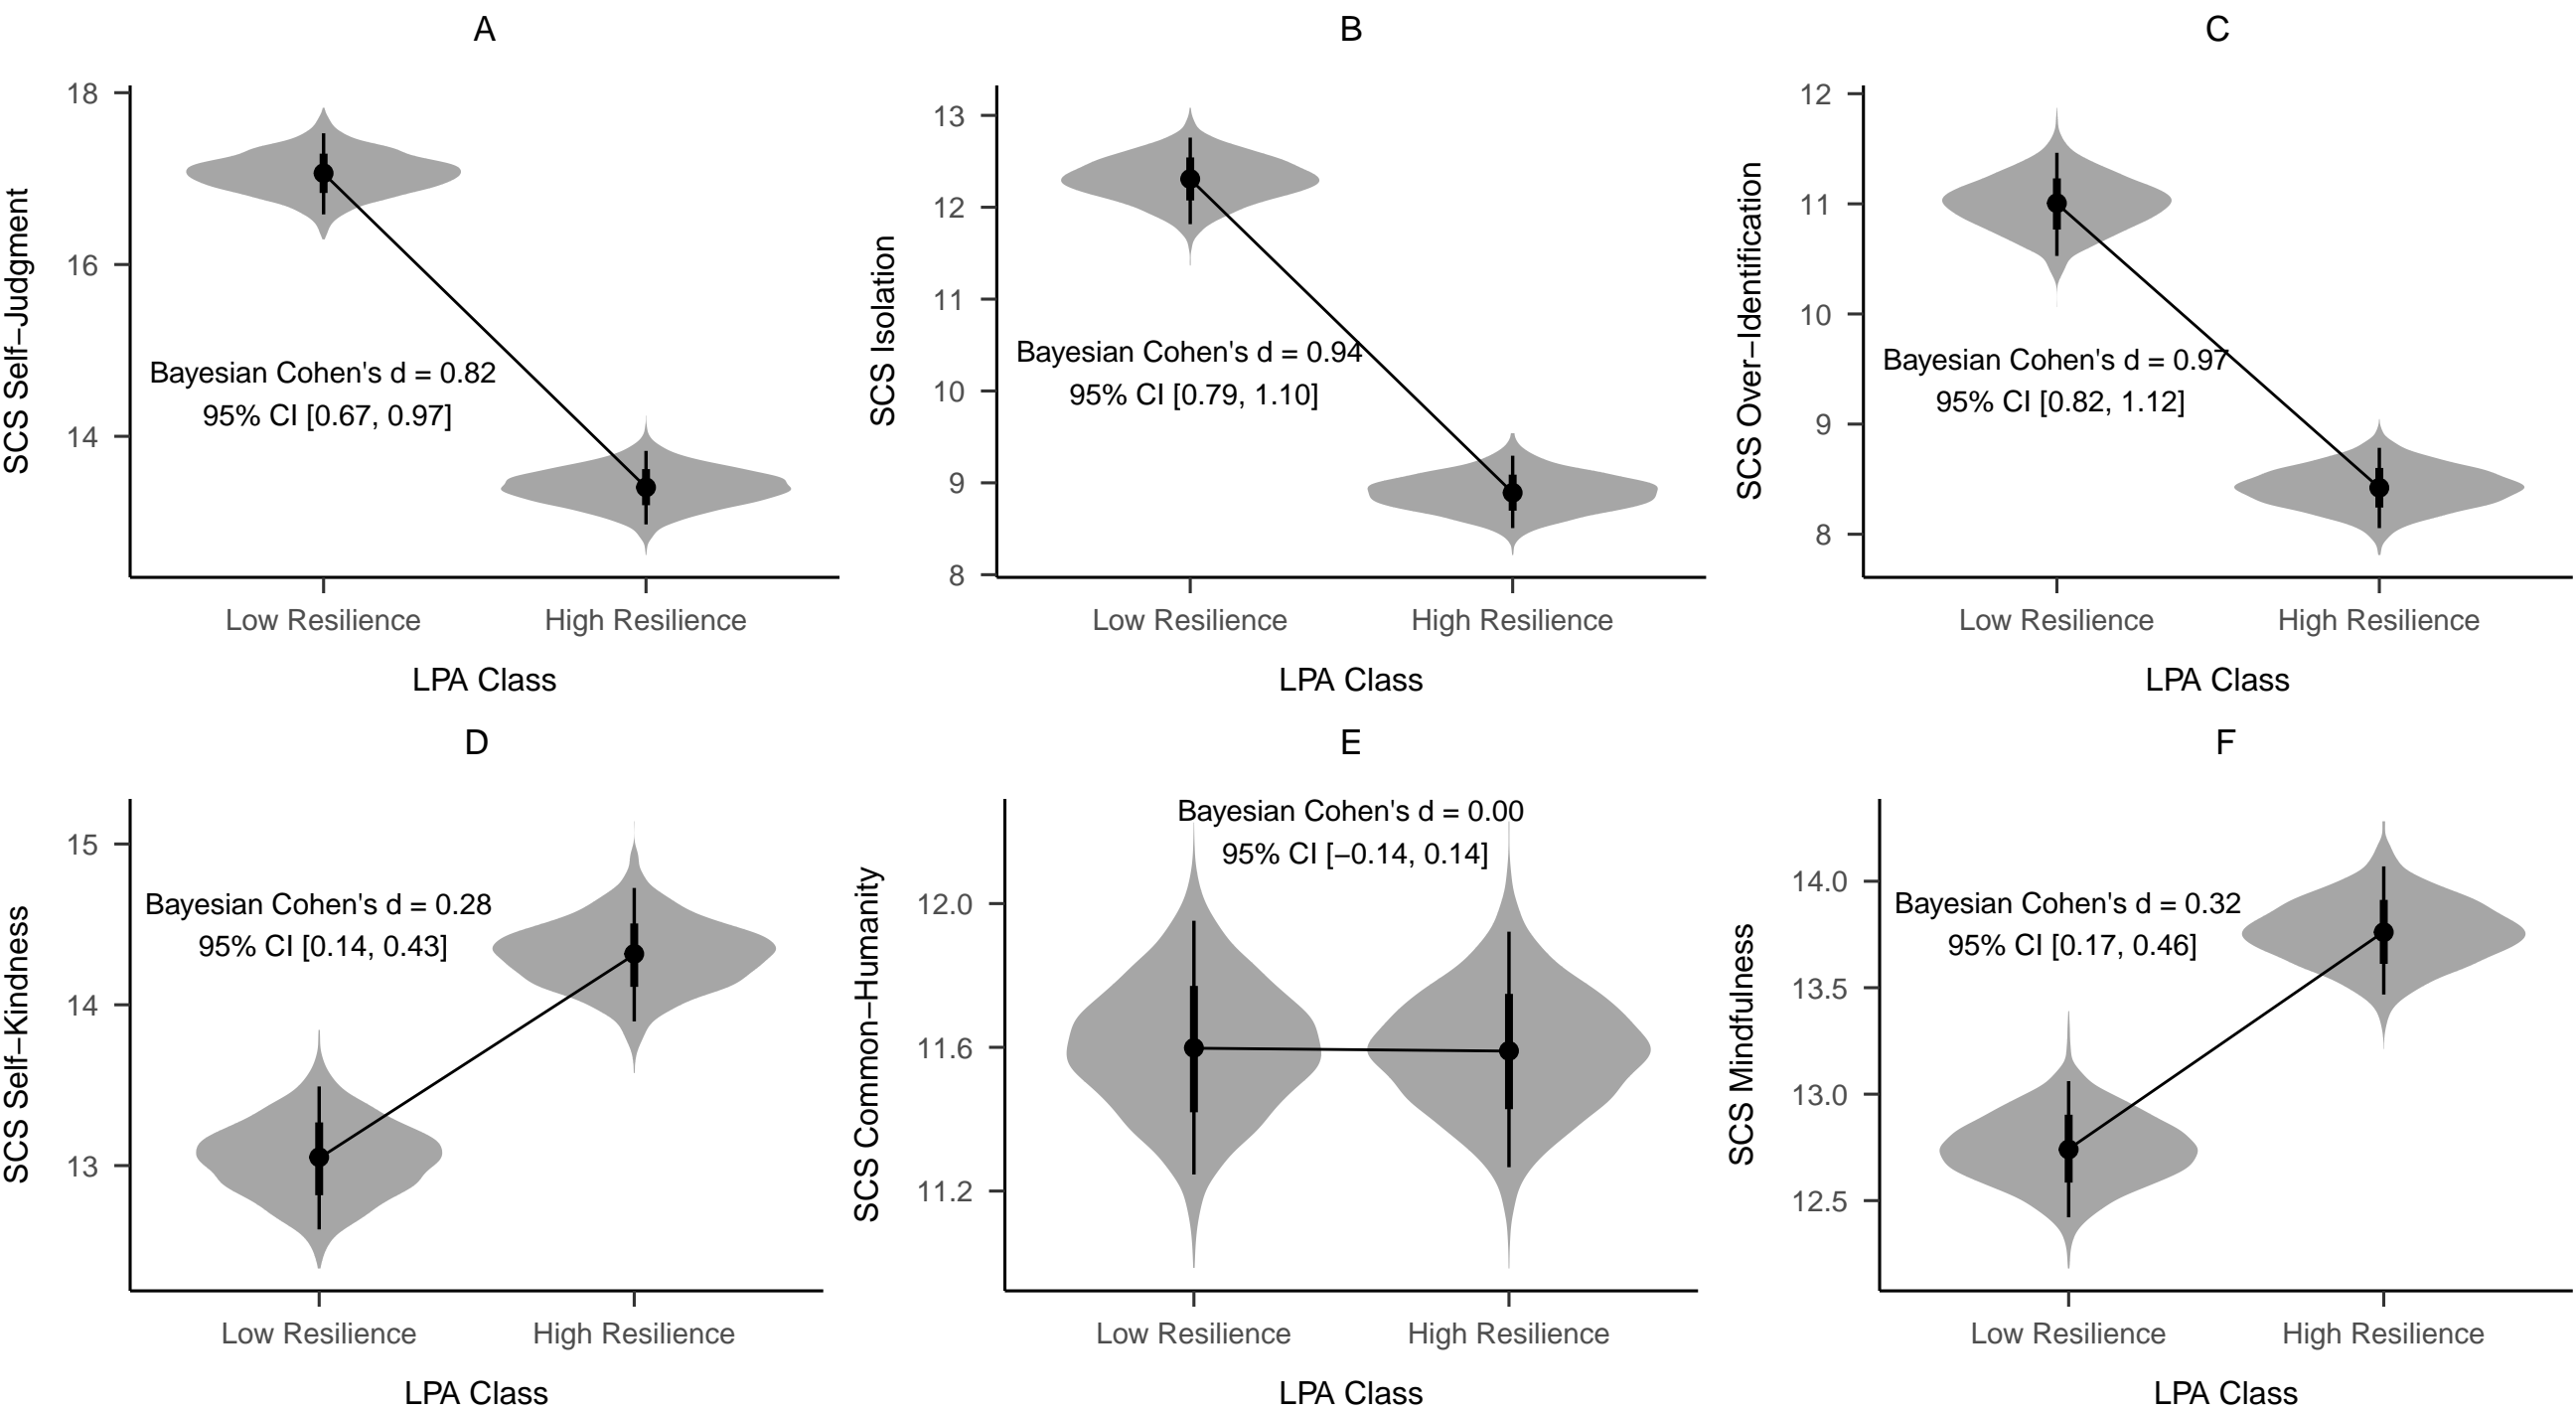 A
SCS Self−Judgment
18
16
14
Bayesian Cohen's d = 0.82
95% CI [0.67, 0.97]
Low Resilience
High Resilience
LPA Class
B
SCS Isolation
13
12
11
10
9
8
Bayesian Cohen's d = 0.94
95% CI [0.79, 1.10]
Low Resilience
High Resilience
LPA Class
C
SCS Over−Identification
12
11
10
9
8
Bayesian Cohen's d = 0.97
95% CI [0.82, 1.12]
Low Resilience
High Resilience
LPA Class
D
SCS Self−Kindness
15
14
13
Bayesian Cohen's d = 0.28
95% CI [0.14, 0.43]
Low Resilience
High Resilience
LPA Class
E
SCS Common−Humanity
12.0
11.6
11.2
Bayesian Cohen's d = 0.00
95% CI [−0.14, 0.14]
Low Resilience
High Resilience
LPA Class
F
SCS Mindfulness
14.0
13.5
13.0
12.5
Bayesian Cohen's d = 0.32
95% CI [0.17, 0.46]
Low Resilience
High Resilience
LPA Class